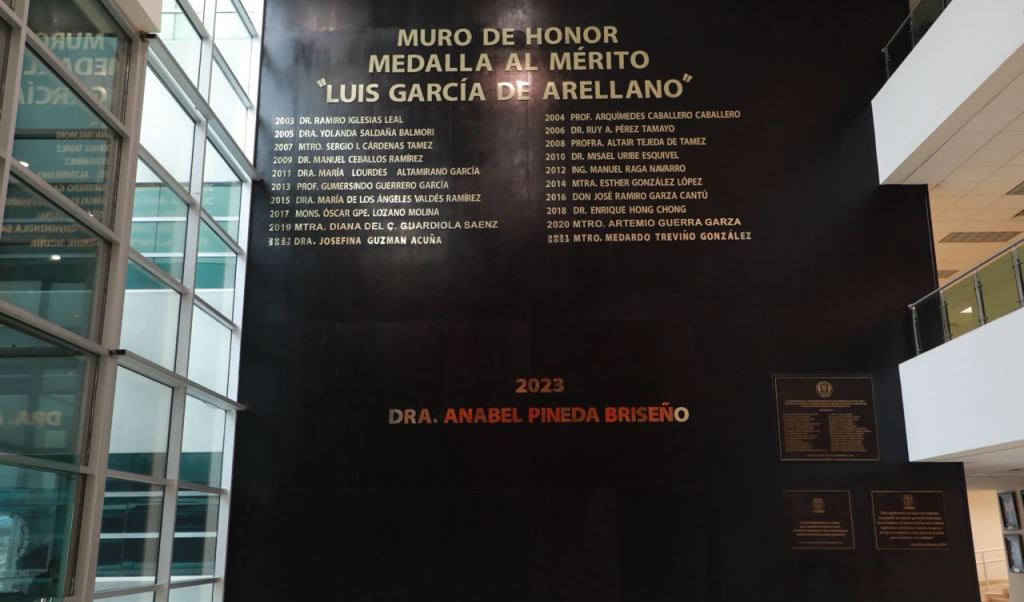 MURO DE HONOR
MEDALLA AL MÉRITO
"LUIS GARCÍA DE ARELLANO"
2003 DR. RAMIRO IGLESIAS LEAL
2005 DRA. YOLANDA SALDAÑA BALMORI
2007 MTRO. SERGIO I. CÁRDENAS TAMEZ
2009 DR. MANUEL CEBALLOS RAMÍREZ
2011 DRA. MARÍA LOURDES ALTAMIRANO GARCÍA
2013 PROF. GUMERSINDO GUERRERO GARCÍA
2015 DRA. MARÍA DE LOS ÁNGELES VALDÉS RAMÍREZ
2017 MONS. ÓSCAR GPE. LOZANO MOLINA
2019 MTRA. DIANA DEL C. GUARDIOLA SAENZ
DRA. JOSEFINA GUZMAN ACUÑA
2004 PROF. ARQUÍMEDES CABALLERO CABALLERO
2006 DR. RUY A. PÉREZ TAMAYO
2008 PROFRA. ALTAIR TEJEDA DE TAMEZ
2010 DR. MISAEL URIBE ESQUIVEL
2012 ING. MANUEL RAGA NAVARRO
2014 MTRA. ESTHER GONZÁLEZ LÓPEZ
2016 DON JOSÉ RAMIRO GARZA CANTÚ
2018 DR. ENRIQUE HONG CHONG
2020 MTRO. ARTEMIO GUERRA GARZA
MTRO. MEDARDO TREVIÑO GONZÁLEZ
2023
DRA. ANABEL PINEDA BRISEÑO